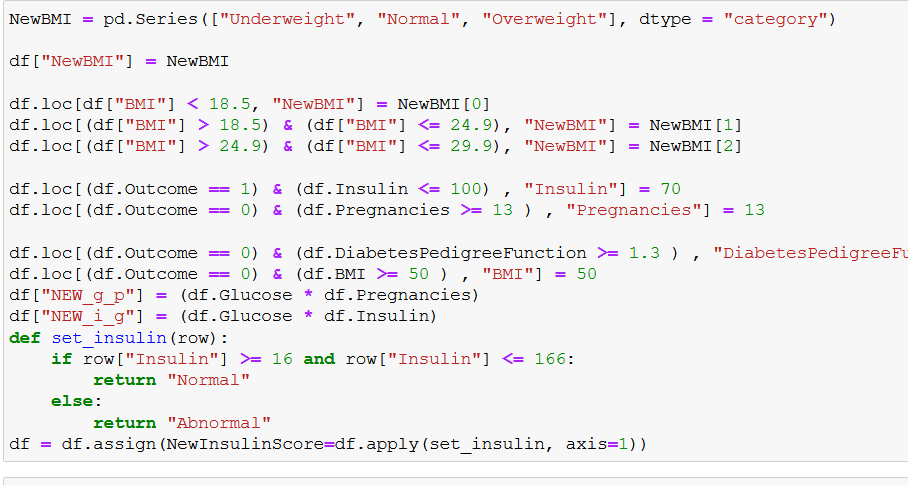 NewBMI = pd.Series(["Underweight", "Normal", "Overweight"], dtype = "category")
df["NewBMI"] = NewBMI
df.loc[df["BMI"] < 18.5, "NewBMI"] = NewBMI[0]
df.loc[(df["BMI"] > 18.5) & (df["BMI"] <= 24.9), "NewBMI"] = NewBMI[1]
df.loc[(df["BMI"] > 24.9) & (df["BMI"] <= 29.9), "NewBMI"] = NewBMI[2]
df.loc[(df.Outcome == 1) & (df.Insulin <= 100) , "Insulin"] = 70
df.loc[(df.Outcome == 0) & (df.Pregnancies >= 13 ) , "Pregnancies"] = 13
df.loc[(df.Outcome == 0) & (df.DiabetesPedigreeFunction >= 1.3 ) , "DiabetesPedigreeFu
df.loc[(df.Outcome == 0) & (df.BMI >= 50 ) , "BMI"] = 50
df["NEW_g_p"] = (df.Glucose * df.Pregnancies)
df["NEW_i_g"] = (df.Glucose * df.Insulin)
def set_insulin(row):
    if row["Insulin"] >= 16 and row["Insulin"] <= 166:
        return "Normal"
    else:
        return "Abnormal"
df = df.assign(NewInsulinScore=df.apply(set_insulin, axis=1))